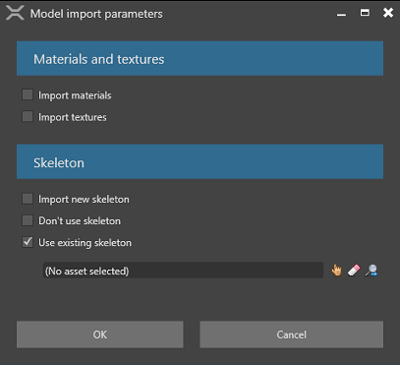 Model import parameters
Materials and textures
Import materials
Import textures
Skeleton
Import new skeleton
Don't use skeleton
Use existing skeleton
(No asset selected)
OK
Cancel